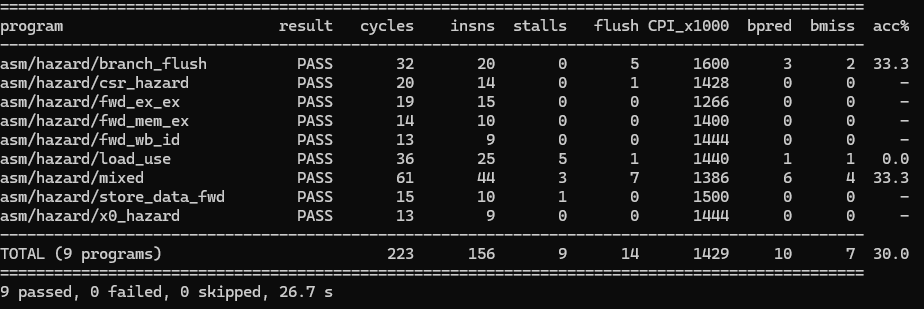 ======================================================================================
program                       result   cycles    insns  stalls   flush CPI_x1000  bpred  bmiss  acc%
--------------------------------------------------------------------------------------
asm/hazard/branch_flush         PASS       32       20       0       5      1600      3      2  33.3
asm/hazard/csr_hazard           PASS       20       14       0       1      1428      0      0     -
asm/hazard/fwd_ex_ex            PASS       19       15       0       0      1266      0      0     -
asm/hazard/fwd_mem_ex           PASS       14       10       0       0      1400      0      0     -
asm/hazard/fwd_wb_id            PASS       13        9       0       0      1444      0      0     -
asm/hazard/load_use             PASS       36       25       5       1      1440      1      1   0.0
asm/hazard/mixed                PASS       61       44       3       7      1386      6      4  33.3
asm/hazard/store_data_fwd       PASS       15       10       1       0      1500      0      0     -
asm/hazard/x0_hazard            PASS       13        9       0       0      1444      0      0     -
--------------------------------------------------------------------------------------
TOTAL (9 programs)                        223      156       9      14      1429     10      7  30.0
======================================================================================
9 passed, 0 failed, 0 skipped, 26.7 s